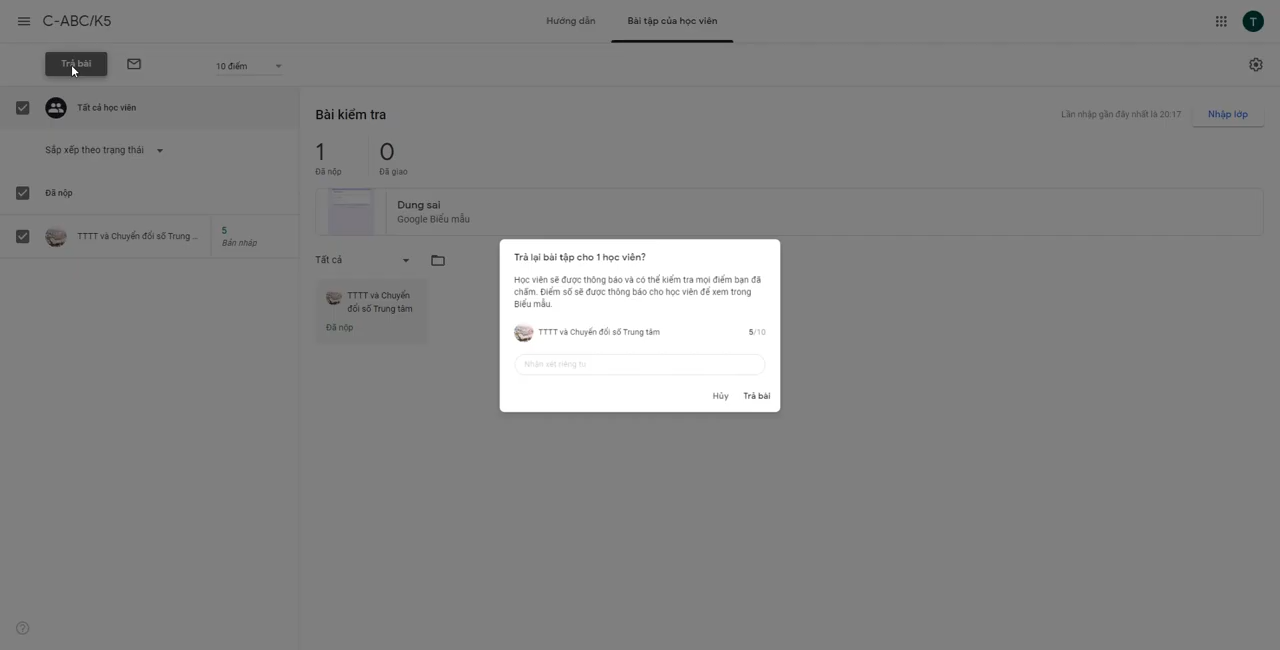 C-ABC/K5
Hướng dẫn
Bài tập của học viên
T
Trả bài
10 điểm
Tất cả học viên
Sắp xếp theo trạng thái
Đã nộp
TTTT và Chuyển đổi số Trung ...
5
Bản nháp
Bài kiểm tra
Lần nhập gần đây nhất là 20:17
Nhập lớp
1
Đã nộp
0
Đã giao
Dung sai
Google Biểu mẫu
Tất cả
TTTT và Chuyển
đổi số Trung tâm
Đã nộp
Trả lại bài tập cho 1 học viên?
Học viên sẽ được thông báo và có thể kiểm tra mọi điểm bạn đã
chấm. Điểm số sẽ được thông báo cho học viên để xem trong
Biểu mẫu.
TTTT và Chuyển đổi số Trung tâm
5/10
Nhận xét riêng tư
Hủy
Trả bài